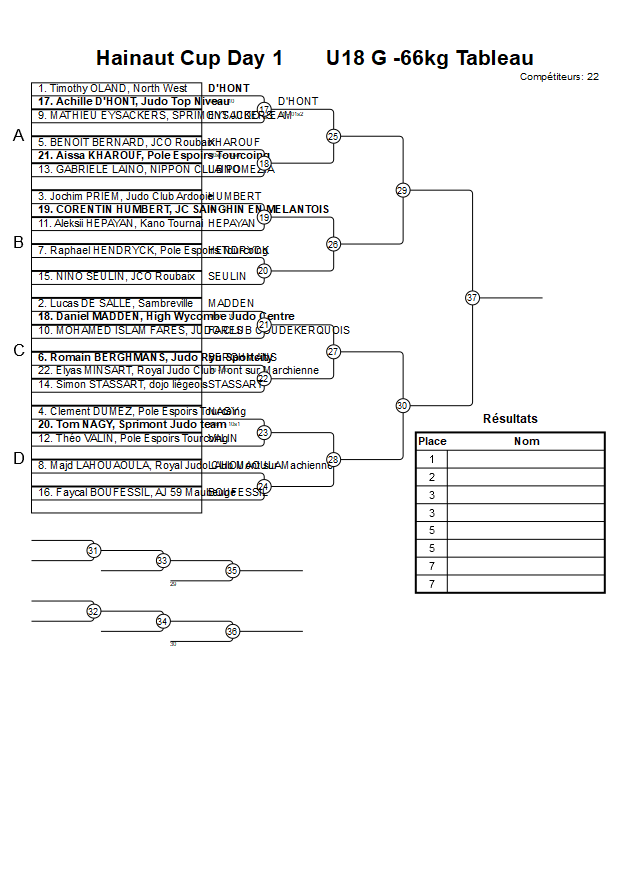 Hainaut Cup Day 1 U18 G -66kg Tableau
Compétiteurs: 22
1. Timothy OLAND, North West D'HONT
17. Achille D'HONT, Judo Top Niveau
17 D'HONT
9. MATHIEU EYSACKERS, SPRIMONT JUDO TEAM EYSACKERS
A
25
5. BENOIT BERNARD, JCO Roubaix KHAROUF
21. Aissa KHAROUF, Pole Espoirs Tourcoing
18
13. GABRIELE LAINO, NIPPON CLUB POMEZIA LAINO
29
3. Jochim PRIEM, Judo Club Ardooie HUMBERT
19. CORENTIN HUMBERT, JC SAINGHIN EN MELANTOIS
19
11. Aleksii HEPAYAN, Kano Tournai HEPAYAN
B
26
7. Raphael HENDRYCK, Pole Espoirs Tourcoing HENDRYCK
20
15. NINO SEULIN, JCO Roubaix SEULIN
37
2. Lucas DE SALLE, Sambreville MADDEN
18. Daniel MADDEN, High Wycombe Judo Centre
21
10. MOHAMED ISLAM FARES, JUDO CLUB COUDEKERQUOIS FARES
C
27
6. Romain BERGHMANS, Judo Ryu Sportcity BERGHMANS
22. Elyas MINSART, Royal Judo Club Mont sur Marchienne
22
14. Simon STASSART, dojo liégeois STASSART
30
4. Clement DUMEZ, Pole Espoirs Tourcoing NAGY
20. Tom NAGY, Sprimont Judo team
23
12. Théo VALIN, Pole Espoirs Tourcoing VALIN
D
28
8. Majd LAHOUAOULA, Royal Judo Club Mont sur Marchienne LAHOUAOULA
24
16. Faycal BOUFESSIL, AJ 59 Maubeuge BOUFESSIL
Résultats
Place Nom
1
2
3
3
5
5
7
7
31
33
35
29
32
34
36
30